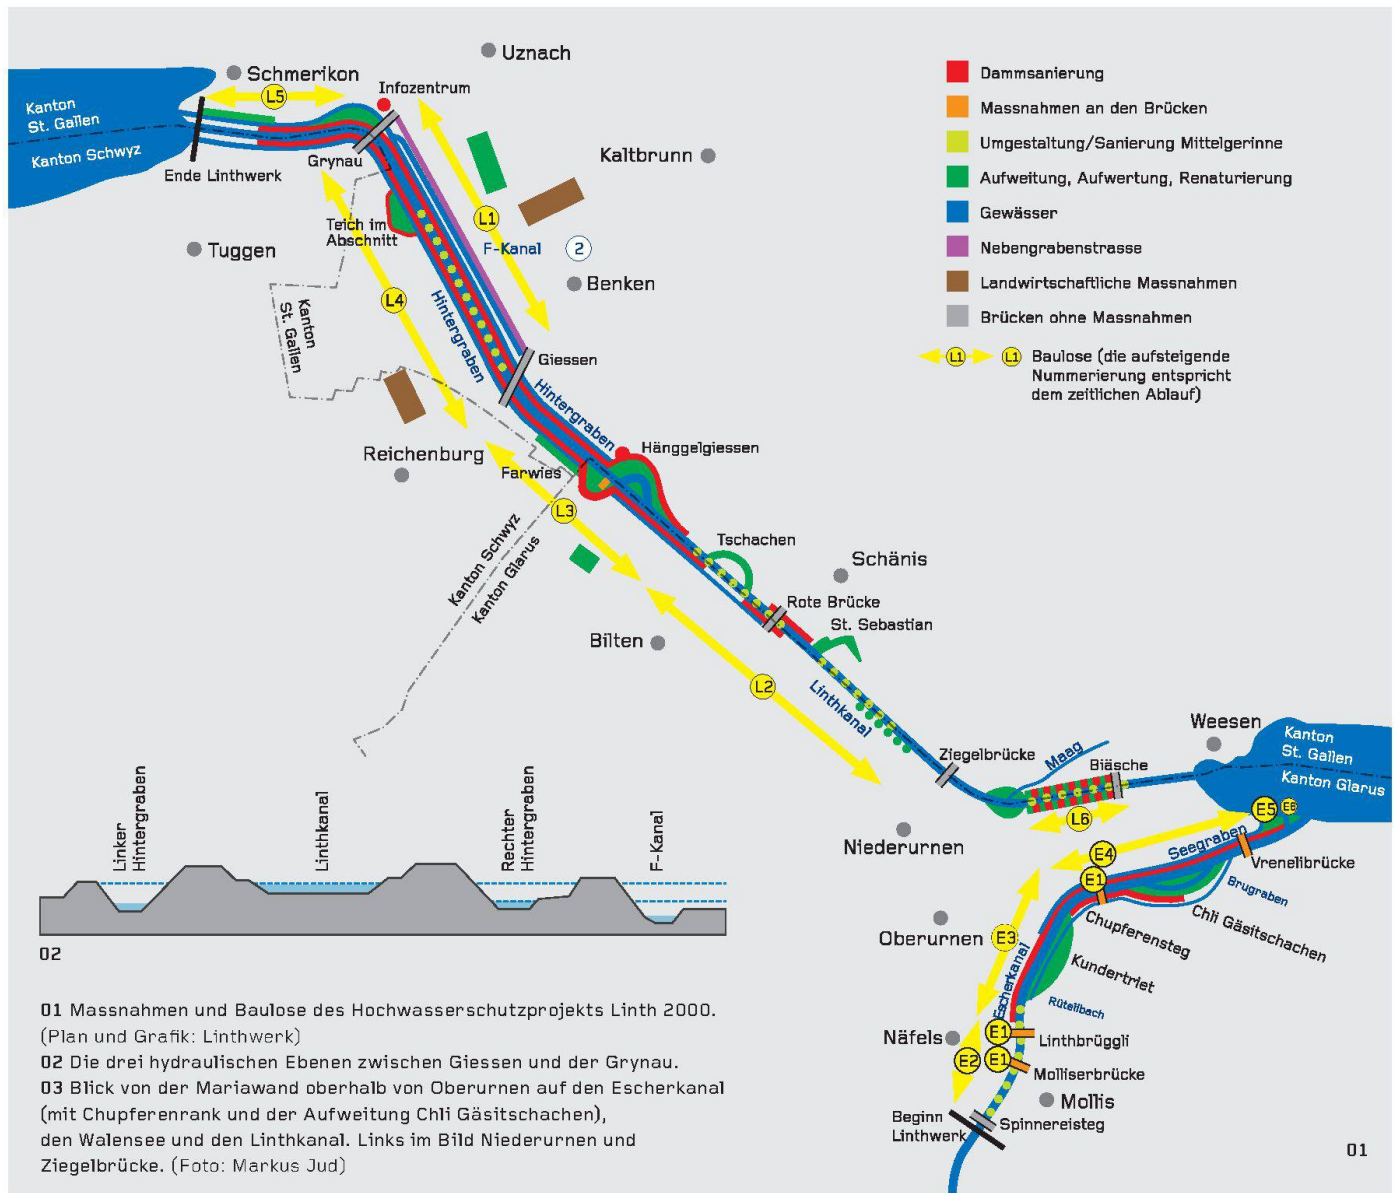 Uznach
Schmerikon
Infozentrum
L5
Kanton
St. Gallen
Kanton Schwyz
Grynau
Ende Linthwerk
Kaltbrunn
L1
F-Kanal
2
Teich im
Abschnitt
Tuggen
Benken
L4
Kanton
St. Gallen
Hintergraben
Giessen
Hintergraben
Reichenburg
Farwies
Hänggelgiessen
L3
Kanton Schwyz
Kanton Glarus
Tschachen
Schänis
Rote Brücke
St. Sebastian
Bilten
L2
Linthkanal
Weesen
Kanton
St. Gallen
Kanton Glarus
Ziegelbrücke
Maag
Biäsche
L6
Niederurnen
E5
E6
E4
Seegraben
Vrenelibrücke
E1
Brugraben
Chupferensteg
Chli Gäsitschachen
Oberurnen
E3
Escherkanal
Kundertriet
Rütelibach
Näfels
E1
Linthbrüggli
E2
E1
Molliserbrücke
Mollis
Beginn
Linthwerk
Spinnereisteg
01
Dammsanierung
Massnahmen an den Brücken
Umgestaltung/Sanierung Mittelgerinne
Aufweitung, Aufwertung, Renaturierung
Gewässer
Nebengrabenstrasse
Landwirtschaftliche Massnahmen
Brücken ohne Massnahmen
L1 L1 Baulose (die aufsteigende
Nummerierung entspricht
dem zeitlichen Ablauf)
Linker
Hintergraben
Linthkanal
Rechter
Hintergraben
F-Kanal
02
01 Massnahmen und Baulose des Hochwasserschutzprojekts Linth 2000.
(Plan und Grafik: Linthwerk)
02 Die drei hydraulischen Ebenen zwischen Giessen und der Grynau.
03 Blick von der Mariawand oberhalb von Oberurnen auf den Escherkanal
(mit Chupferenrank und der Aufweitung Chli Gäsitschachen),
den Walensee und den Linthkanal. Links im Bild Niederurnen und
Ziegelbrücke. (Foto: Markus Jud)